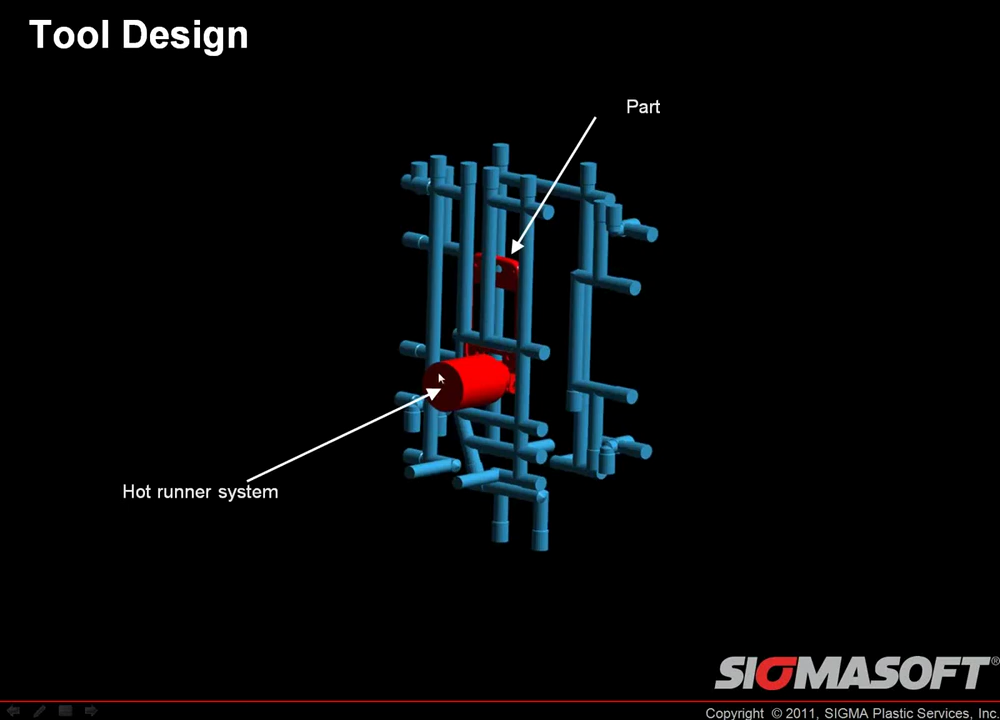 Tool Design
Part
Hot runner system
SIGMASOFT®
Copyright © 2011, SIGMA Plastic Services, Inc.